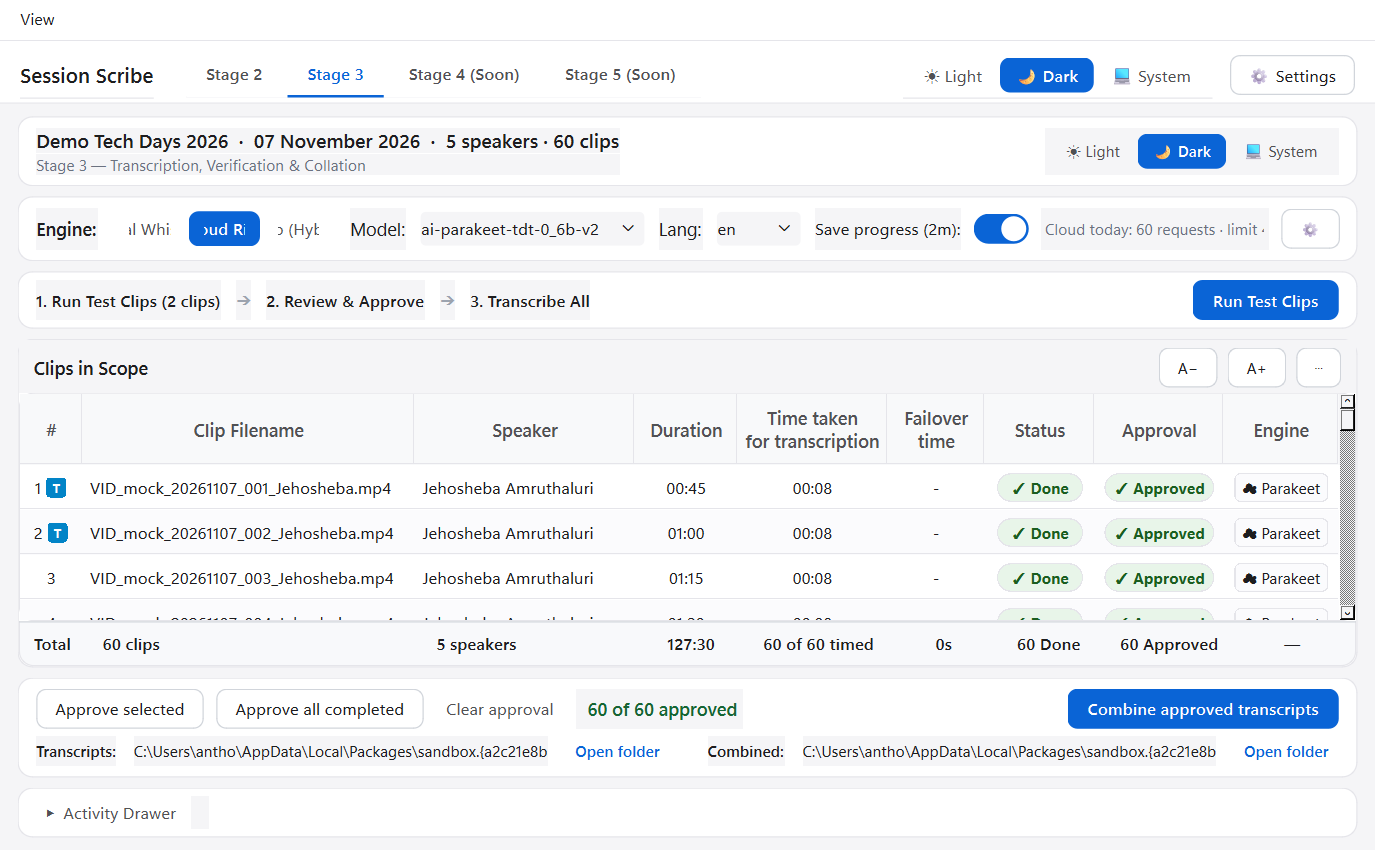 View
Session Scribe Stage 2 Stage 3 Stage 4 (Soon) Stage 5 (Soon) Light Dark System Settings
Demo Tech Days 2026 · 07 November 2026 · 5 speakers · 60 clips
Stage 3 — Transcription, Verification & Collation
Light Dark System
Engine: Model: ai-parakeet-tdt-0_6b-v2 Lang: en Save progress (2m): Cloud today: 60 requests · limit
1. Run Test Clips (2 clips) → 2. Review & Approve → 3. Transcribe All Run Test Clips
Clips in Scope A− A+ ...
# Clip Filename Speaker Duration Time taken for transcription Failover time Status Approval Engine
1 T VID_mock_20261107_001_Jehosheba.mp4 Jehosheba Amruthaluri 00:45 00:08 - ✓ Done ✓ Approved Parakeet
2 T VID_mock_20261107_002_Jehosheba.mp4 Jehosheba Amruthaluri 01:00 00:08 - ✓ Done ✓ Approved Parakeet
3 VID_mock_20261107_003_Jehosheba.mp4 Jehosheba Amruthaluri 01:15 00:08 - ✓ Done ✓ Approved Parakeet
Total 60 clips 5 speakers 127:30 60 of 60 timed 0s 60 Done 60 Approved —
Approve selected Approve all completed Clear approval 60 of 60 approved Combine approved transcripts
Transcripts: C:\Users\antho\AppData\Local\Packages\sandbox.{a2c21e8b Open folder Combined: C:\Users\antho\AppData\Local\Packages\sandbox.{a2c21e8b Open folder
▸ Activity Drawer